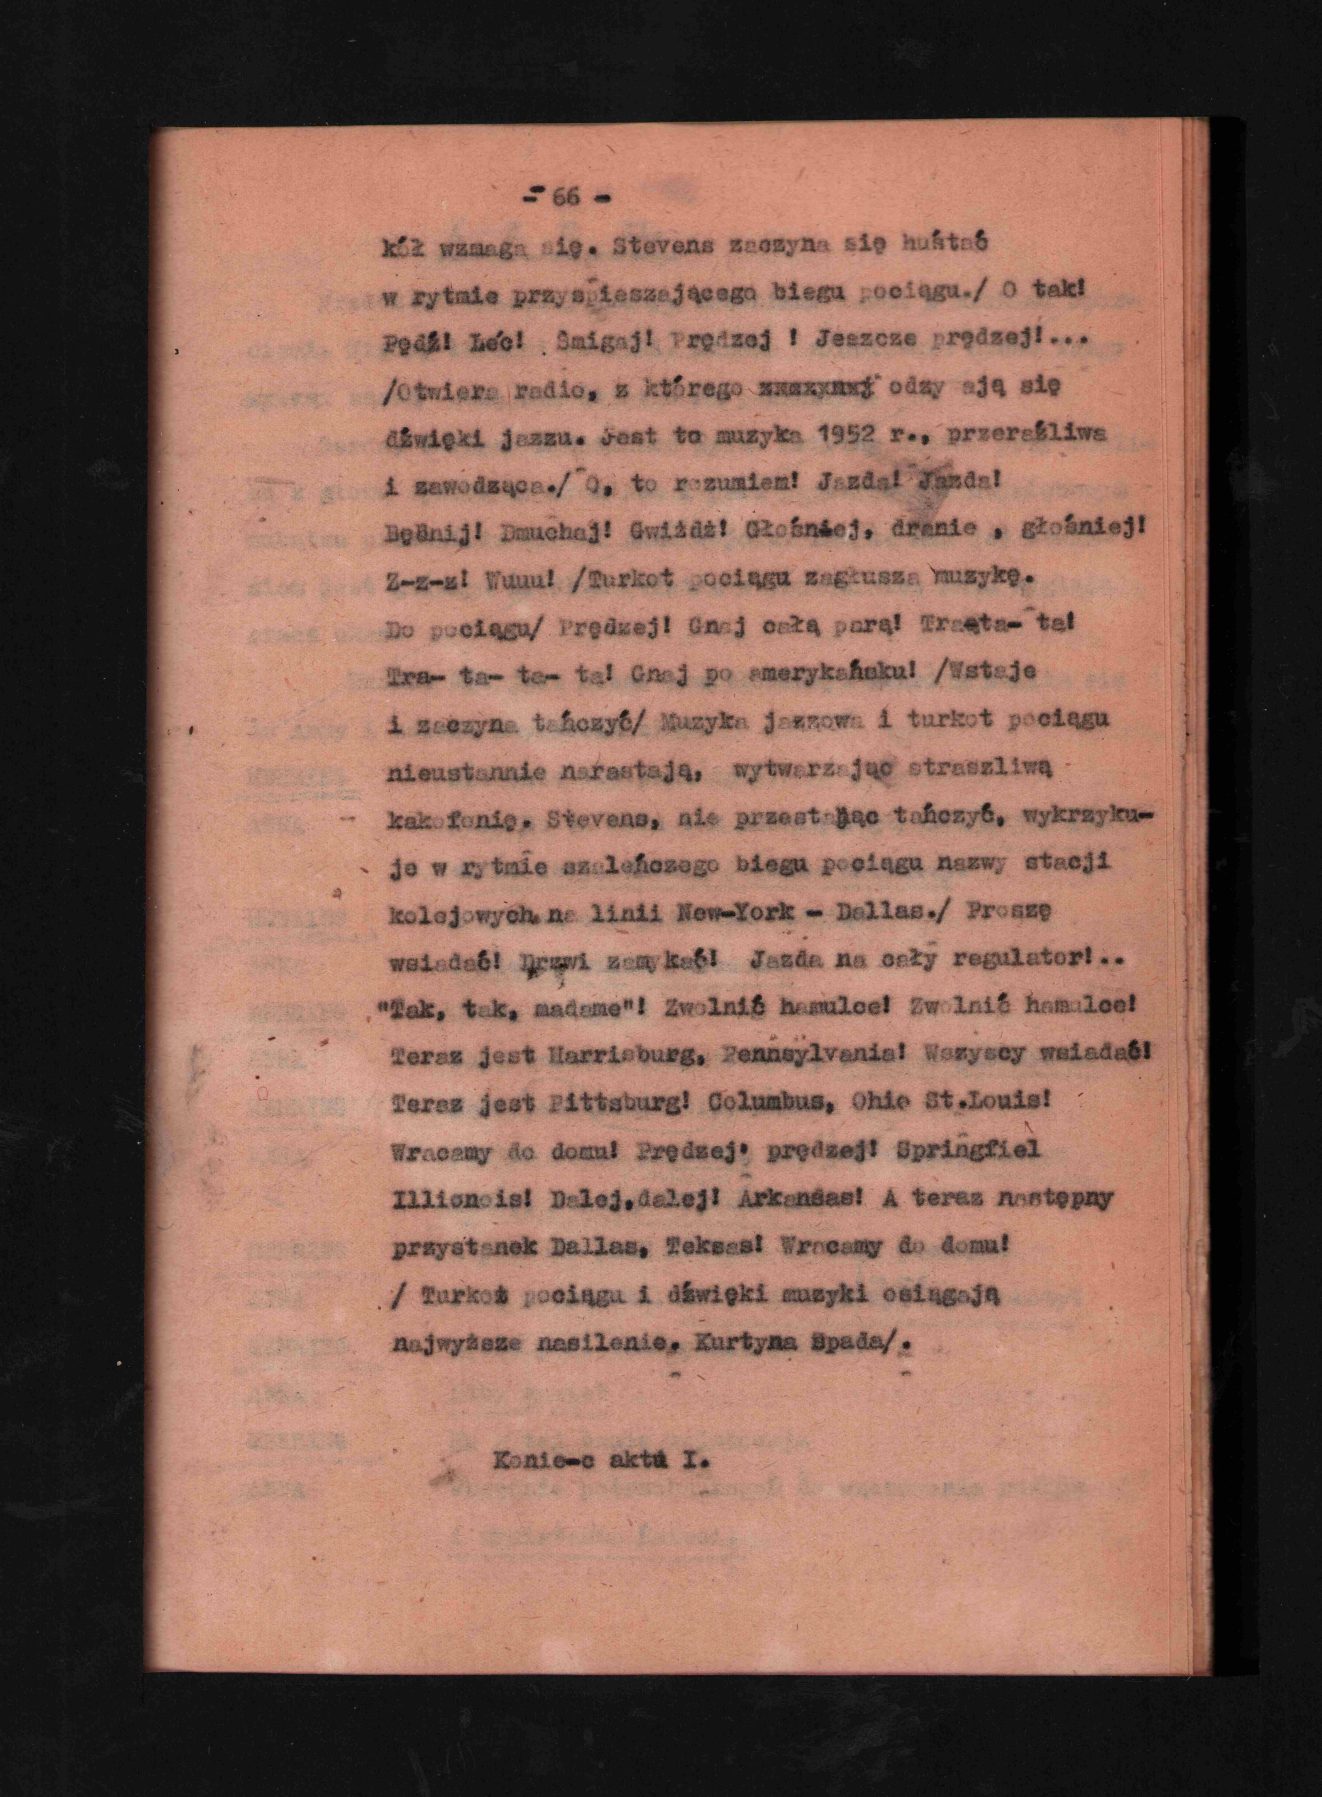 - 66 -
kół wzmaga się. Stevens zaczyna się huśtać
w rytmie przyspieszającego biegu pociągu./ O tak!
Pędź! Leć! Śmigaj! Prędzej ! Jeszcze prędzej!...
/Otwiera radio, z którego odzy ają się
dźwięki jazzu. Jest to muzyka 1952 r., przeraźliwa
i zawodząca./ O, to rozumiem! Jazda! Jazda!
Bębnij! Dmuchaj! Gwiżdż! Głośniej, dranie , głośniej!
Z-z-z! Wuuu! /Turkot pociągu zagłusza muzykę.
Do pociągu/ Prędzej! Gnaj całą parą! Traata- ta!
Tra- ta- ta- ta! Gnaj po amerykańsku! /Wstaje
i zaczyna tańczyć/ Muzyka jazzowa i turkot pociągu
nieustannie narastają, wytwarzając straszliwą
kakofonię. Stevens, nie przestając tańczyć, wykrzyku-
je w rytmie szaleńczego biegu pociągu nazwy stacji
kolejowych na linii New-York - Dallas./ Proszę
wsiadać! Drzwi zamykać! Jazda na cały regulator!..
"Tak, tak, madame"! Zwolnić hamulce! Zwolnić hamulce!
Teraz jest Harrisburg, Pennsylvania! Wszyscy wsiadać!
Teraz jest Pittsburg! Columbus, Ohio St.Louis!
Wracamy do domu! Prędzej, prędzej! Springfiel
Illionois! Dalej,dalej! Arkansas! A teraz następny
przystanek Dallas, Teksas! Wracamy do domu!
/ Turkot pociągu i dźwięki muzyki osiągają
najwyższe nasilenie. Kurtyna Spada/.
Konie-c aktu I.